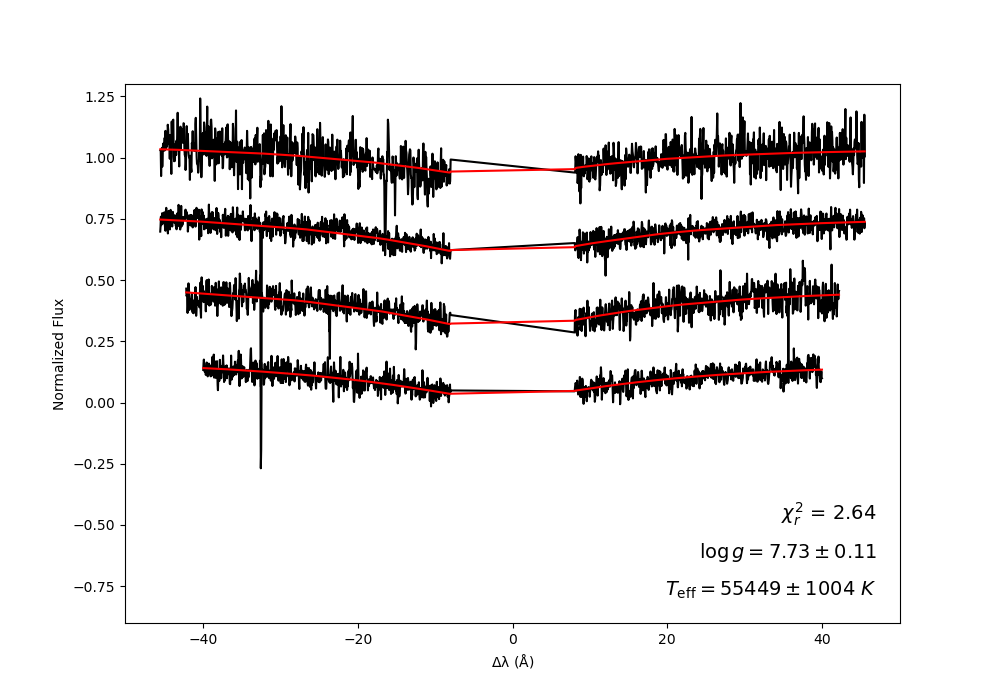 1.25
1.00
0.75
0.50
0.25
0.00
−0.25
−0.50
−0.75
Normalized Flux
χ²ᵣ = 2.64
log g = 7.73 ± 0.11
T_eff = 55449 ± 1004 K
−40
−20
0
20
40
Δλ (Å)